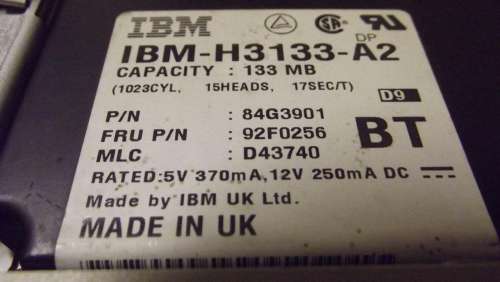 IBM
DP
IBM-H3133-A2
CAPACITY : 133 MB
(1023CYL, 15HEADS, 17SEC/T)
D9
P/N : 84G3901
FRU P/N : 92F0256
BT
MLC : D43740
RATED:5V 370mA,12V 250mA DC
Made by IBM UK Ltd.
MADE IN UK